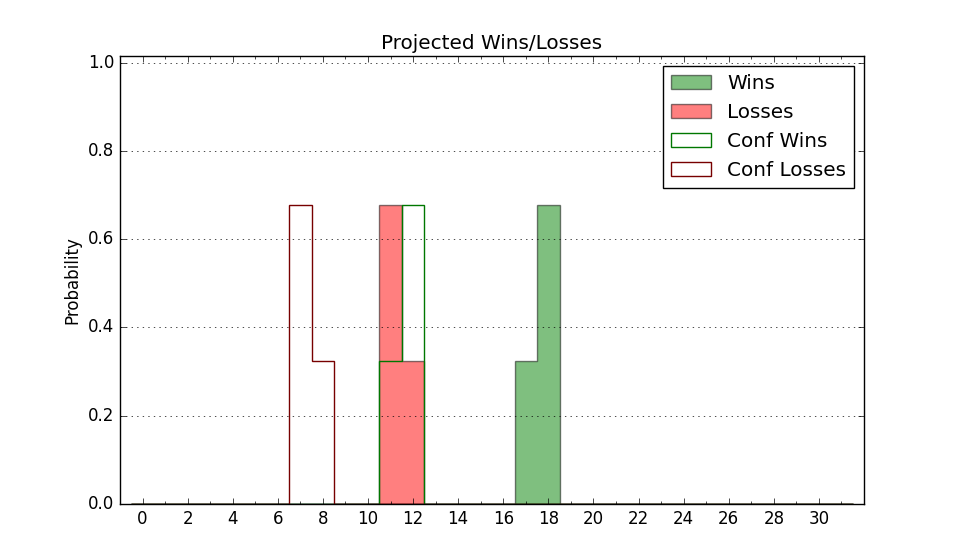 Projected Wins/Losses
1.0
0.8
0.6
0.4
0.2
0.0
Probability
Wins
Losses
Conf Wins
Conf Losses
0 2 4 6 8 10 12 14 16 18 20 22 24 26 28 30